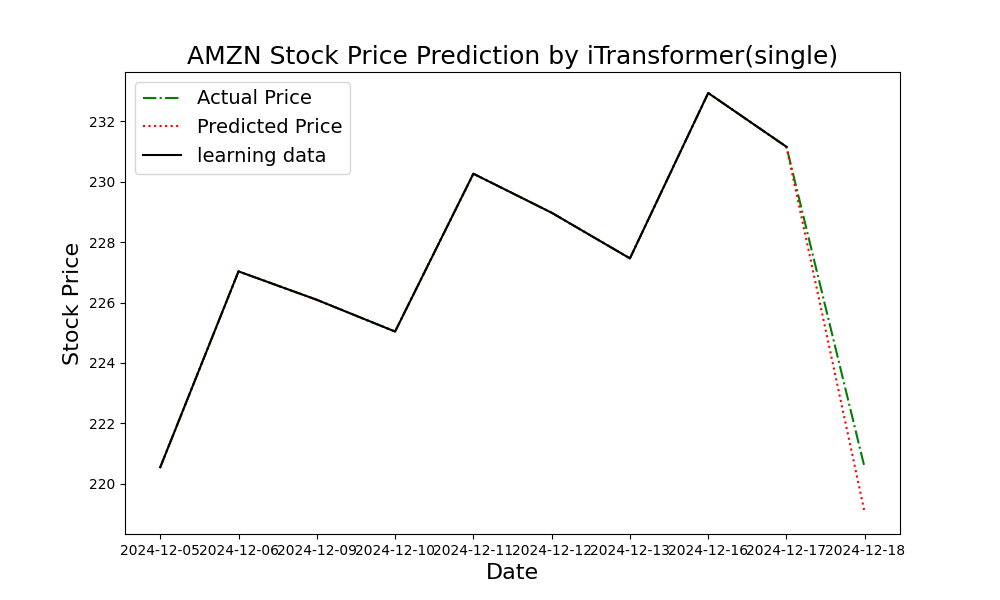 AMZN Stock Price Prediction by iTransformer(single)
Actual Price
Predicted Price
learning data
232
230
228
226
224
222
220
Stock Price
2024-12-05 2024-12-06 2024-12-09 2024-12-10 2024-12-11 2024-12-12 2024-12-13 2024-12-16 2024-12-17 2024-12-18
Date